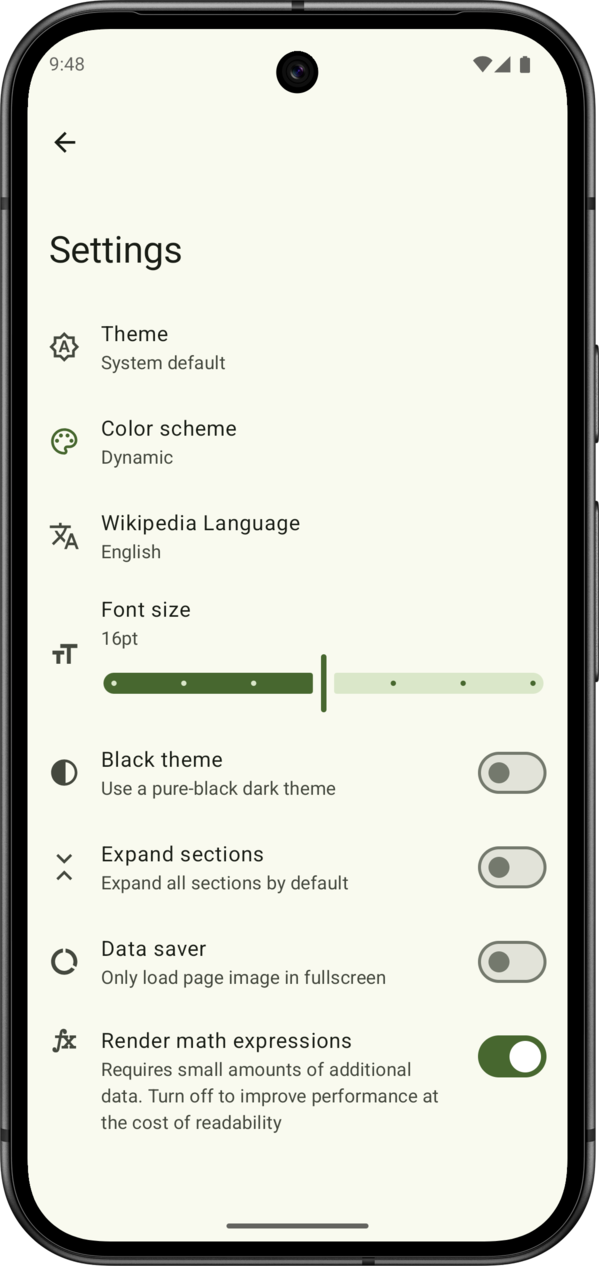 9:48
Settings
Theme
System default
Color scheme
Dynamic
Wikipedia Language
English
Font size
16pt
Black theme
Use a pure-black dark theme
Expand sections
Expand all sections by default
Data saver
Only load page image in fullscreen
Render math expressions
Requires small amounts of additional
data. Turn off to improve performance at
the cost of readability